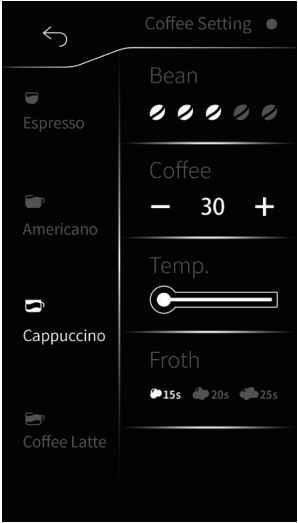 Coffee Setting
Bean
Espresso
Coffee
− 30 +
Americano
Temp.
Cappuccino
Froth
15s 20s 25s
Coffee Latte